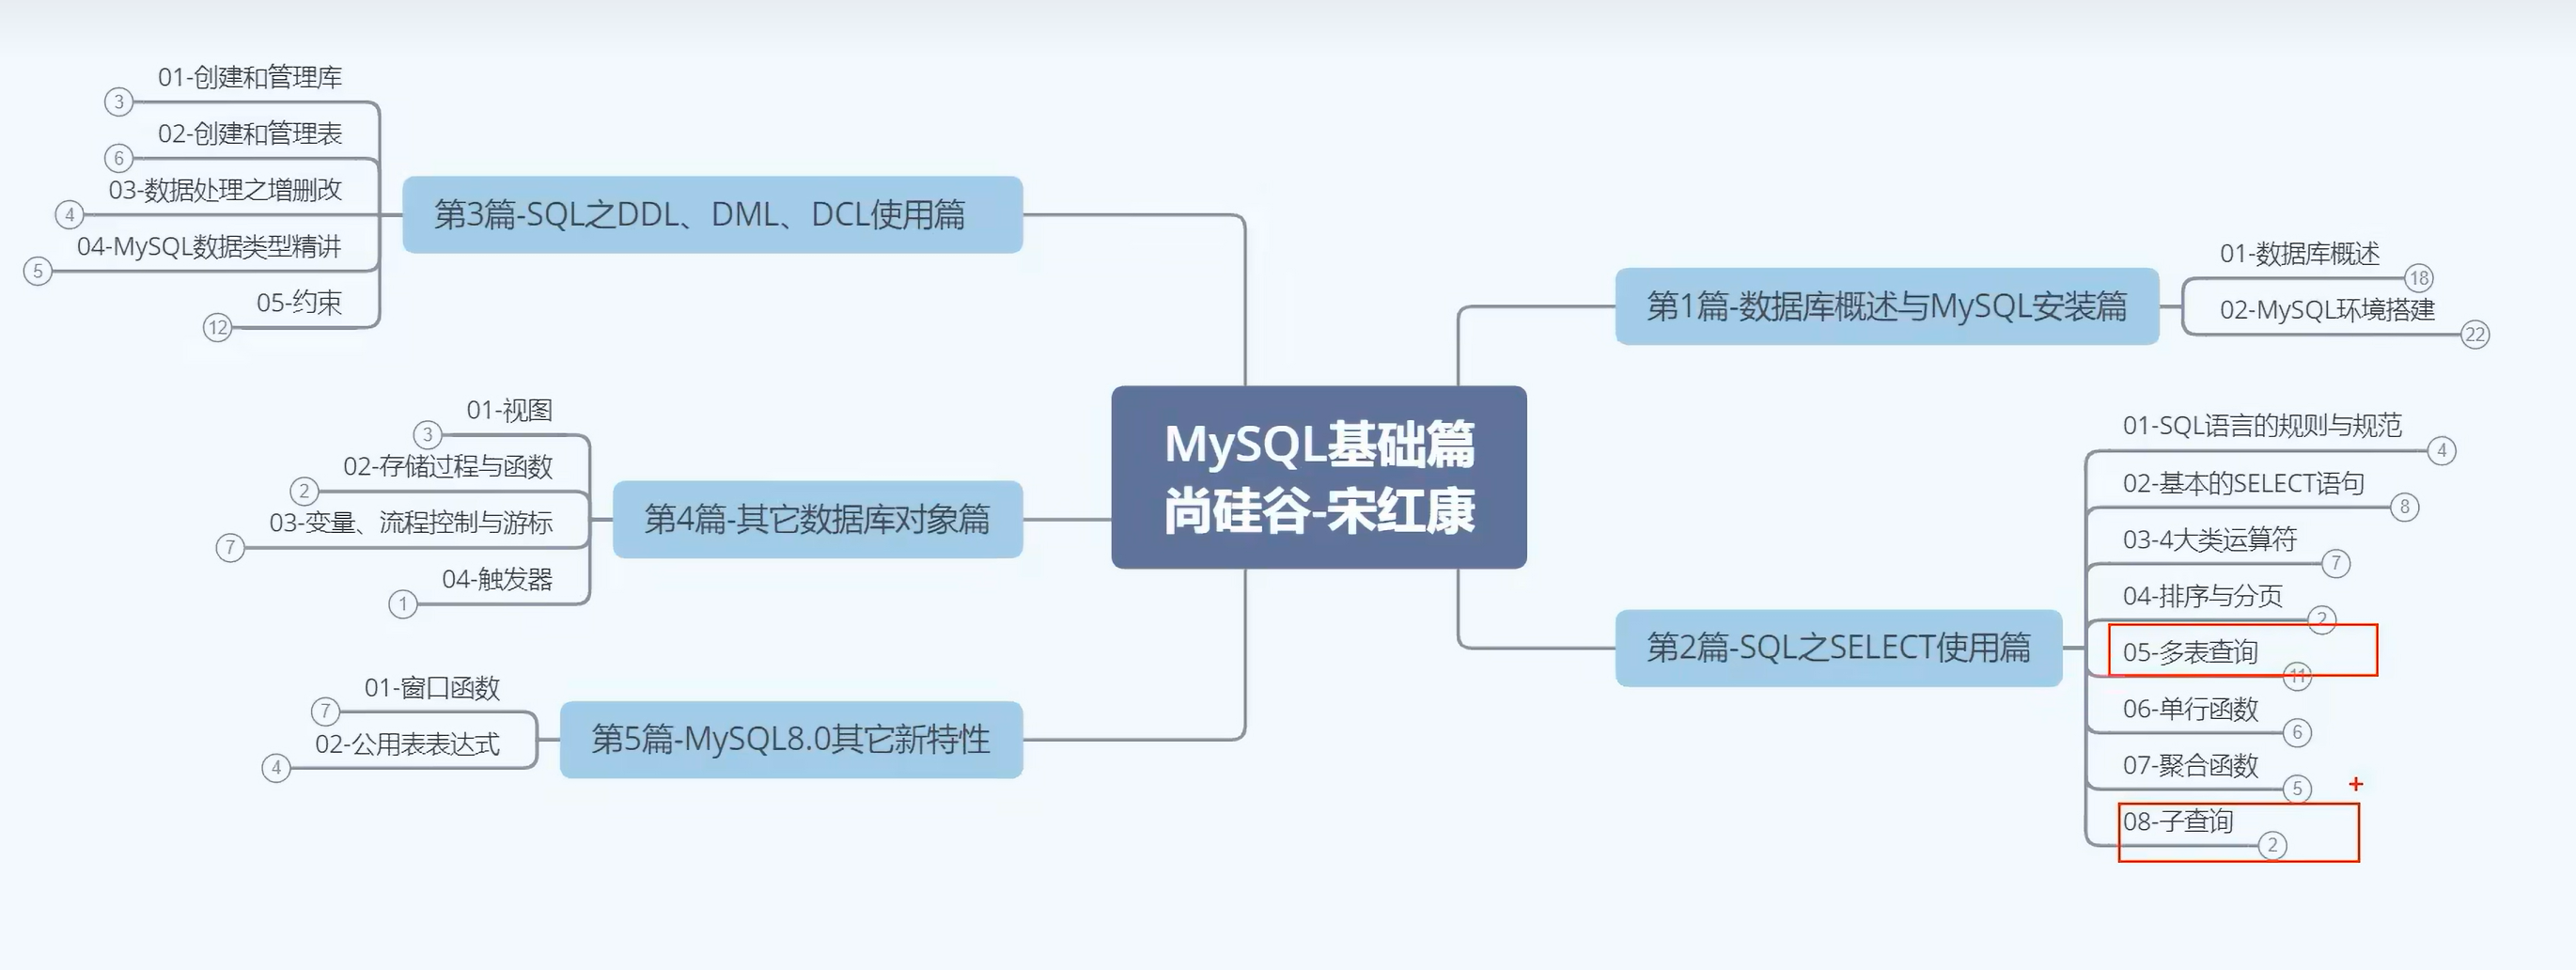 MySQL基础篇
尚硅谷-宋红康
第1篇-数据库概述与MySQL安装篇
01-数据库概述
18
02-MySQL环境搭建
22
第2篇-SQL之SELECT使用篇
01-SQL语言的规则与规范
4
02-基本的SELECT语句
8
03-4大类运算符
7
04-排序与分页
2
05-多表查询
11
06-单行函数
6
07-聚合函数
5
08-子查询
2
第3篇-SQL之DDL、DML、DCL使用篇
01-创建和管理库
3
02-创建和管理表
6
03-数据处理之增删改
4
04-MySQL数据类型精讲
5
05-约束
12
第4篇-其它数据库对象篇
01-视图
3
02-存储过程与函数
2
03-变量、流程控制与游标
7
04-触发器
1
第5篇-MySQL8.0其它新特性
01-窗口函数
7
02-公用表表达式
4